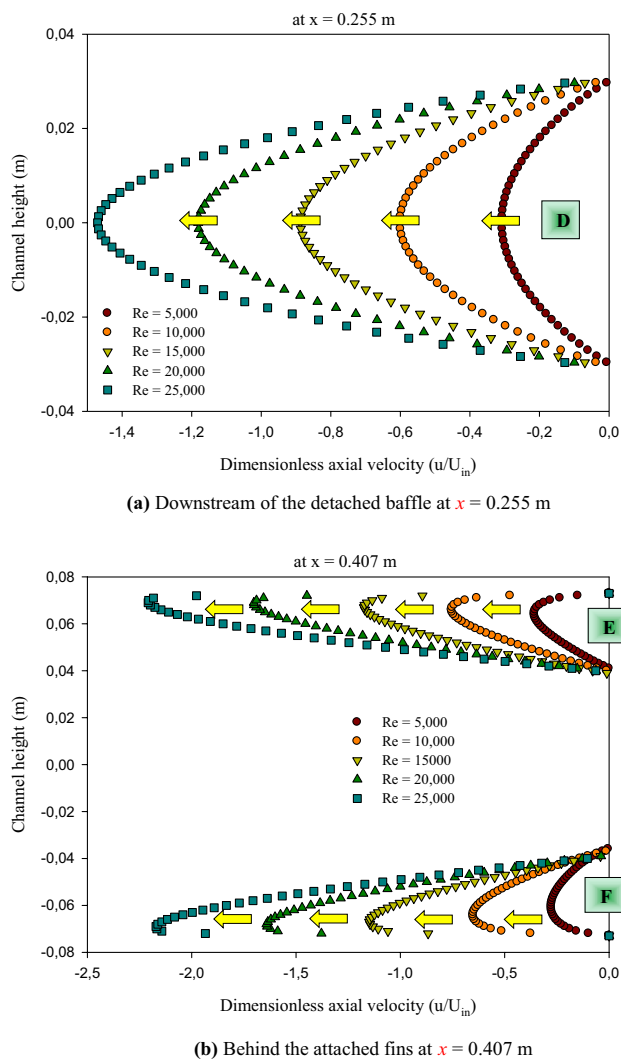 at x = 0.255 m
0,04
0,02
0,00
-0,02
-0,04
Channel height (m)
D
Re = 5,000
Re = 10,000
Re = 15,000
Re = 20,000
Re = 25,000
-1,4 -1,2 -1,0 -0,8 -0,6 -0,4 -0,2 0,0
Dimensionless axial velocity (u/Uin)
(a) Downstream of the detached baffle at x = 0.255 m
at x = 0.407 m
0,08
0,06
0,04
0,02
0,00
-0,02
-0,04
-0,06
-0,08
Channel height (m)
E
Re = 5,000
Re = 10,000
Re = 15000
Re = 20,000
Re = 25,000
F
-2,5 -2,0 -1,5 -1,0 -0,5 0,0
Dimensionless axial velocity (u/Uin)
(b) Behind the attached fins at x = 0.407 m